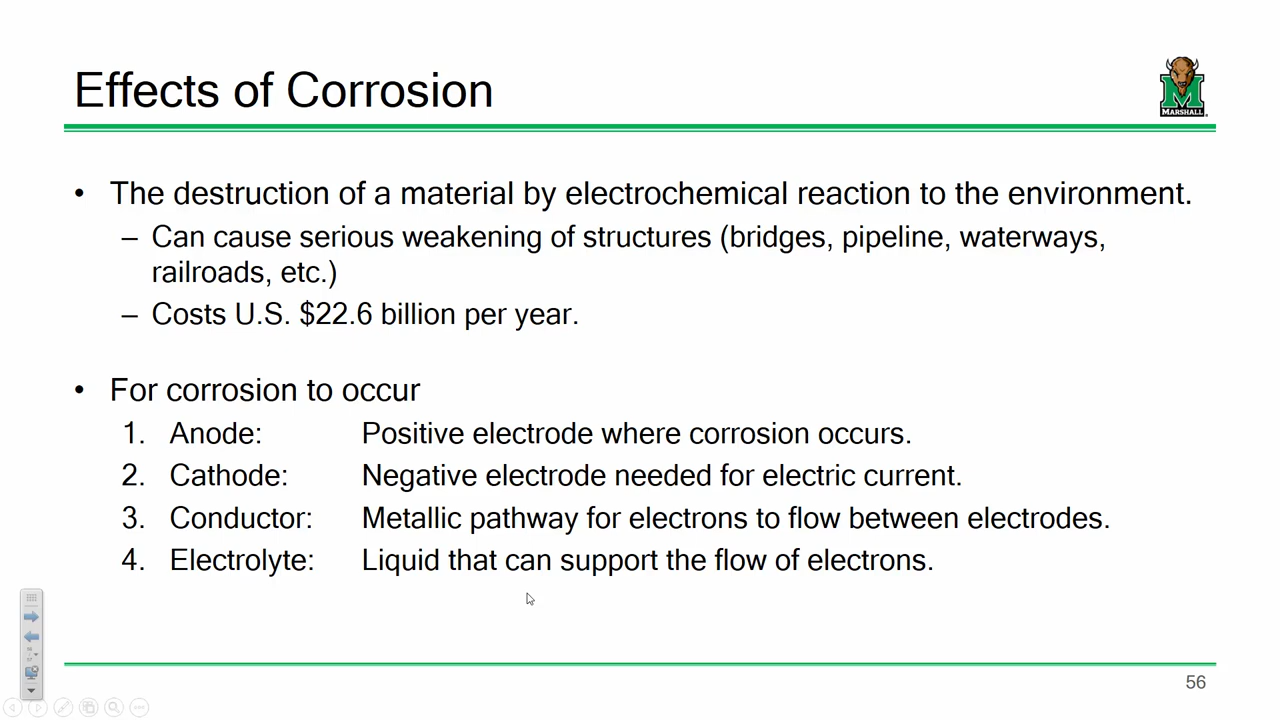 Effects of Corrosion
MARSHALL
• The destruction of a material by electrochemical reaction to the environment.
– Can cause serious weakening of structures (bridges, pipeline, waterways,
railroads, etc.)
– Costs U.S. $22.6 billion per year.
• For corrosion to occur
1. Anode: Positive electrode where corrosion occurs.
2. Cathode: Negative electrode needed for electric current.
3. Conductor: Metallic pathway for electrons to flow between electrodes.
4. Electrolyte: Liquid that can support the flow of electrons.
56